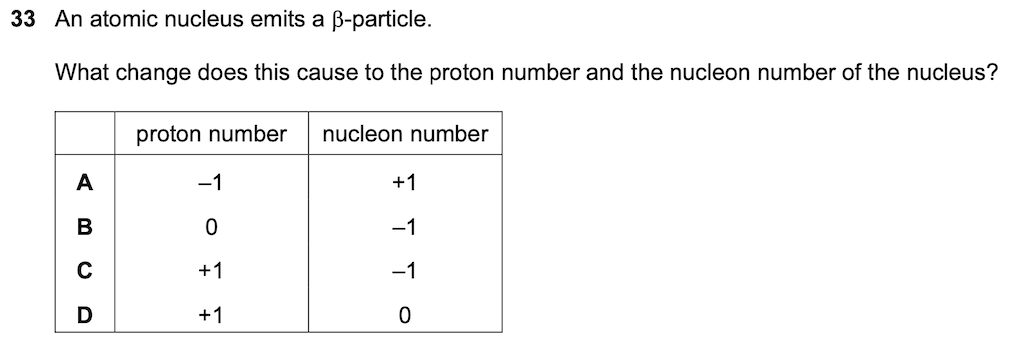 33 An atomic nucleus emits a β-particle.
What change does this cause to the proton number and the nucleon number of the nucleus?
proton number nucleon number
A –1 +1
B 0 –1
C +1 –1
D +1 0